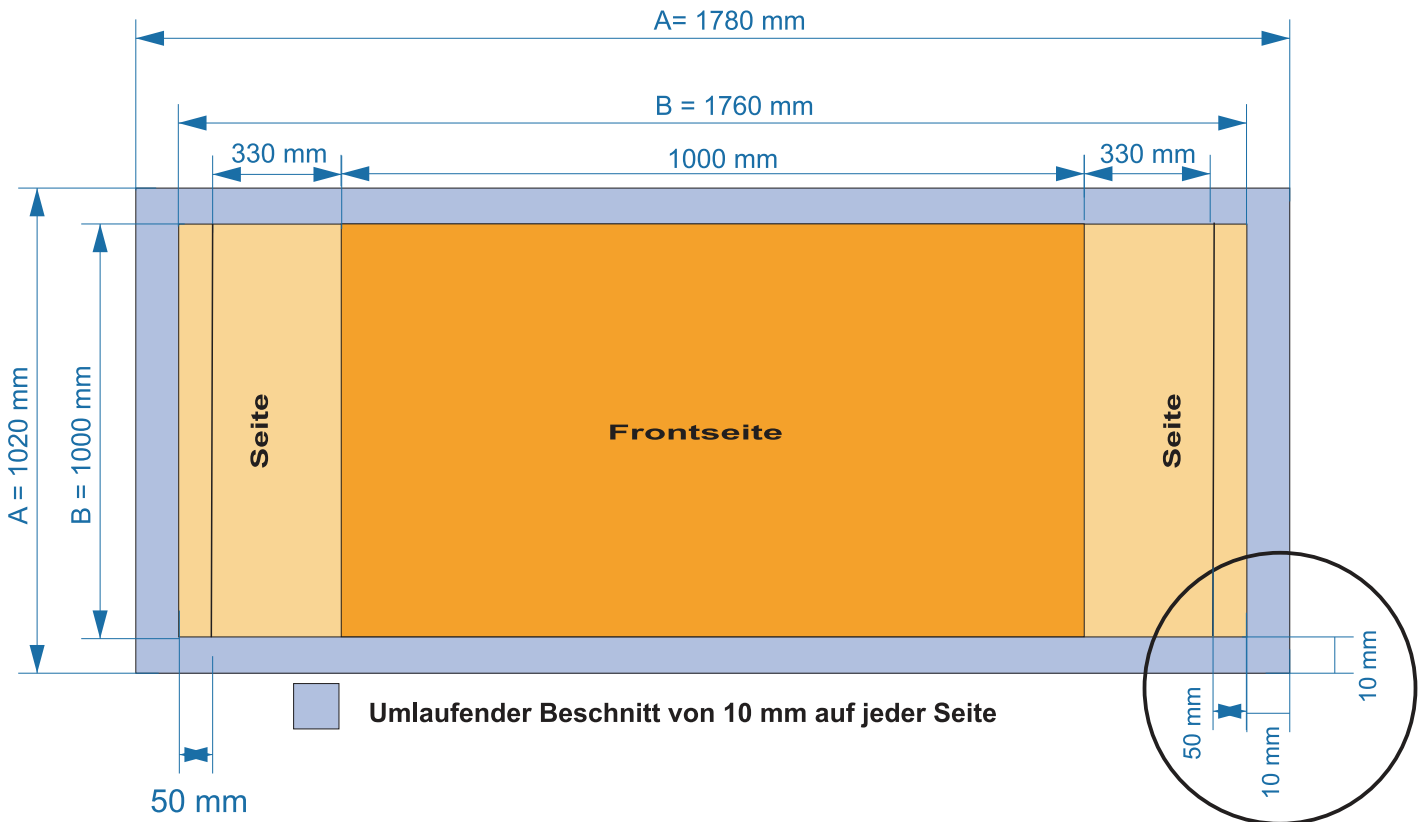 A= 1780 mm
B = 1760 mm
330 mm
1000 mm
330 mm
A = 1020 mm
B = 1000 mm
Seite
Frontseite
Seite
10 mm
50 mm
10 mm
Umlaufender Beschnitt von 10 mm auf jeder Seite
50 mm